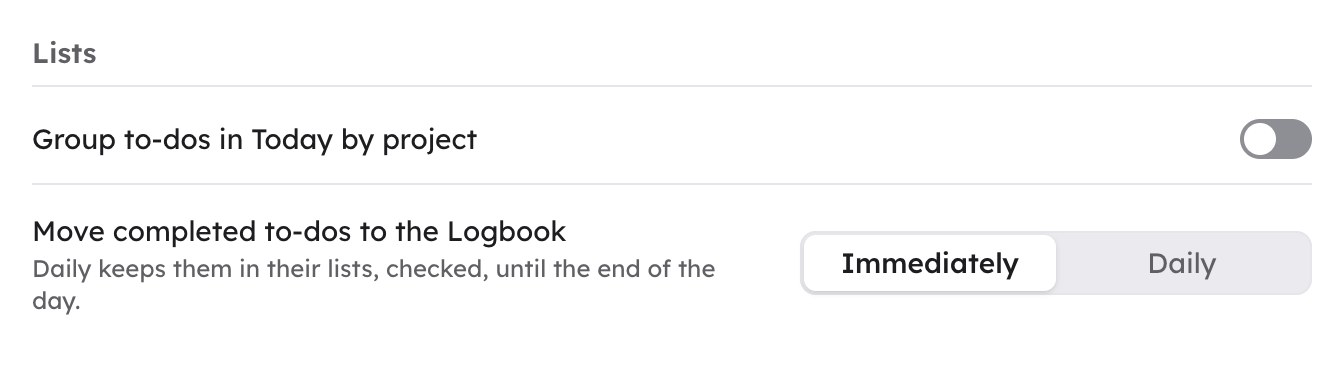 Lists
Group to-dos in Today by project
Move completed to-dos to the Logbook
Daily keeps them in their lists, checked, until the end of the
day.
Immediately
Daily